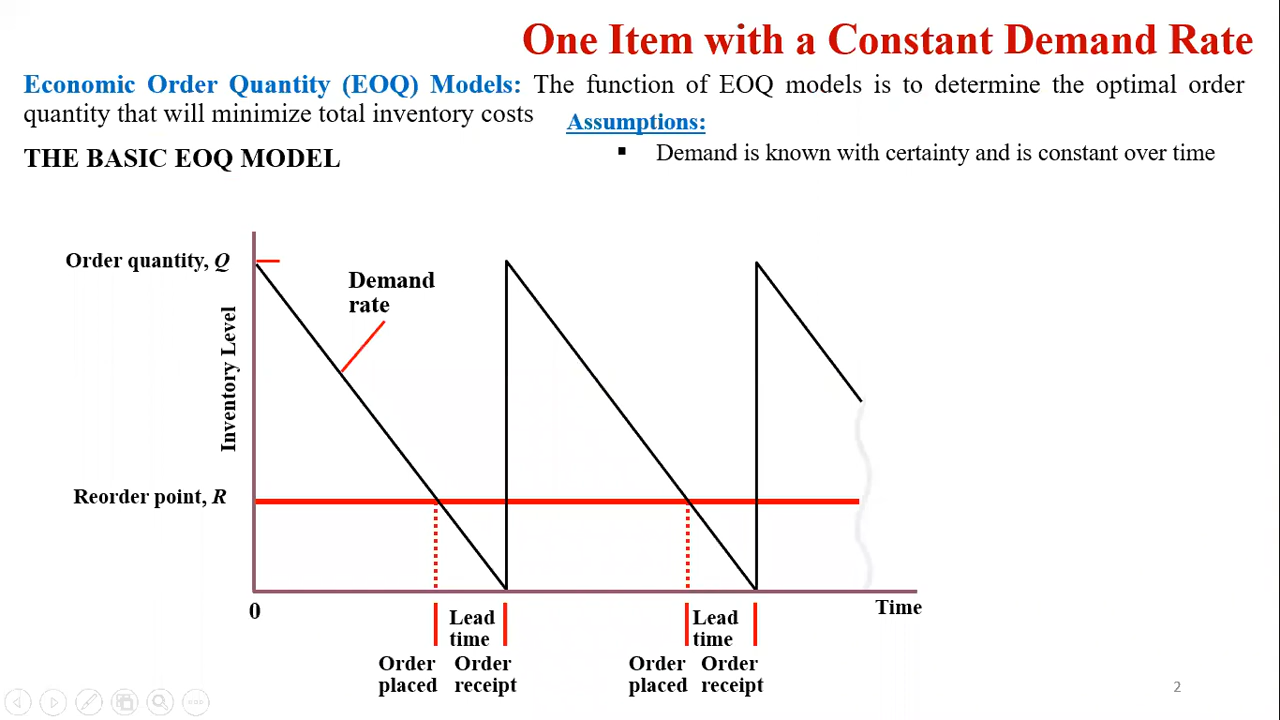 One Item with a Constant Demand Rate
Economic Order Quantity (EOQ) Models: The function of EOQ models is to determine the optimal order
quantity that will minimize total inventory costs
Assumptions:
▪ Demand is known with certainty and is constant over time
THE BASIC EOQ MODEL
Order quantity, Q
Demand
rate
Inventory Level
Reorder point, R
0
Time
Lead
time
Lead
time
Order
placed
Order
receipt
Order
placed
Order
receipt
2